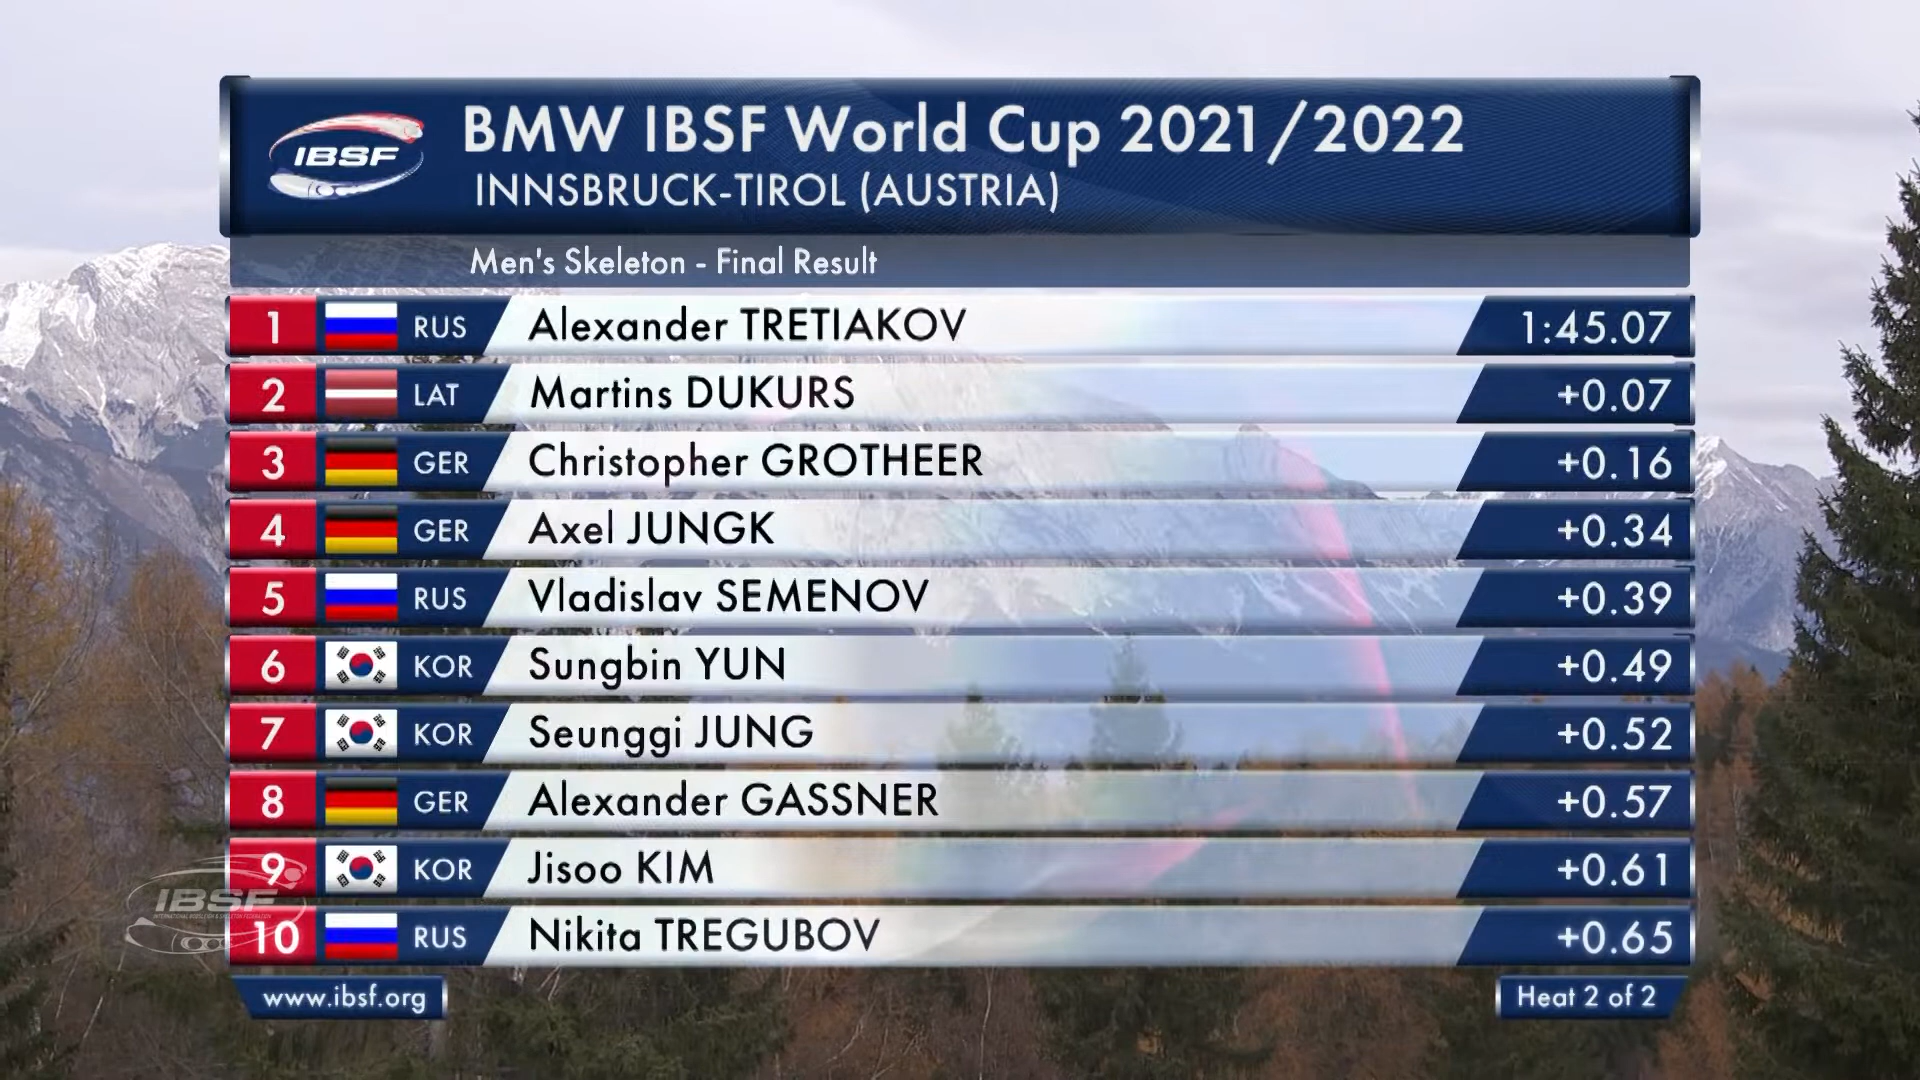 IBSF
BMW IBSF World Cup 2021/2022
INNSBRUCK-TIROL (AUSTRIA)
Men's Skeleton - Final Result
1 RUS Alexander TRETIAKOV 1:45.07
2 LAT Martins DUKURS +0.07
3 GER Christopher GROTHEER +0.16
4 GER Axel JUNGK +0.34
5 RUS Vladislav SEMENOV +0.39
6 KOR Sungbin YUN +0.49
7 KOR Seunggi JUNG +0.52
8 GER Alexander GASSNER +0.57
9 KOR Jisoo KIM +0.61
IBSF
INTERNATIONAL BOBSLEIGH & SKELETON FEDERATION
10 RUS Nikita TREGUBOV +0.65
www.ibsf.org
Heat 2 of 2